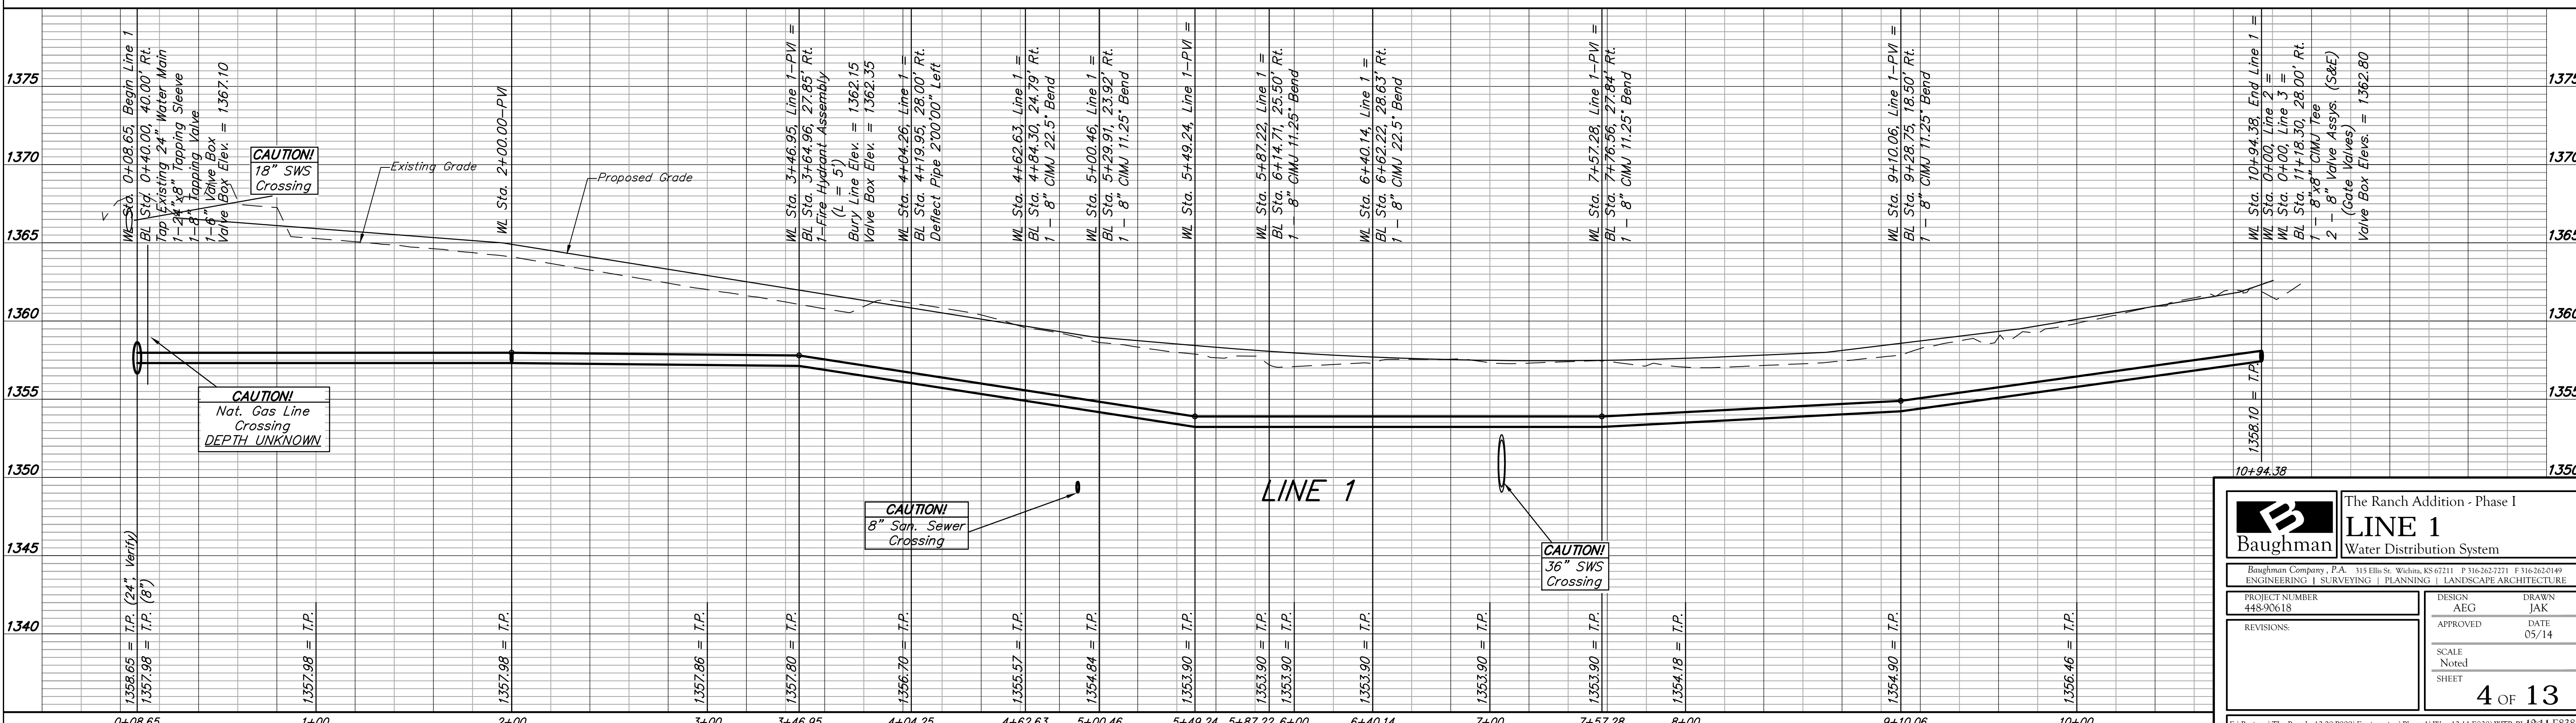 WL Sta. 0+08.65, Begin Line 1
BL Sta. 0+40.00, 40.00' Rt.
Tap Existing 24" Water Main
1-24"x8" Tapping Sleeve
1-8" Tapping Valve
1-6" Valve Box
Valve Box Elev. = 1367.10
WL Sta. 2+00.00-PVI
WL Sta. 3+46.95, Line 1-PVI =
BL Sta. 3+64.96, 27.85' Rt.
1-Fire Hydrant Assembly
(L = 5')
Bury Line Elev. = 1362.15
Valve Box Elev. = 1362.35
WL Sta. 4+04.26, Line 1 =
BL Sta. 4+19.95, 28.00' Rt.
Deflect Pipe 2°00'00" Left
WL Sta. 4+62.63, Line 1 =
BL Sta. 4+84.30, 24.79' Rt.
1 - 8" CIMJ 22.5° Bend
WL Sta. 5+00.46, Line 1 =
BL Sta. 5+29.91, 23.92' Rt.
1 - 8" CIMJ 11.25° Bend
WL Sta. 5+49.24, Line 1-PVI =
WL Sta. 5+87.22, Line 1 =
BL Sta. 6+14.71, 25.50' Rt.
1 - 8" CIMJ 11.25° Bend
WL Sta. 6+40.14, Line 1 =
BL Sta. 6+62.22, 28.63' Rt.
1 - 8" CIMJ 22.5° Bend
WL Sta. 7+57.28, Line 1-PVI =
BL Sta. 7+76.56, 27.84' Rt.
1 - 8" CIMJ 11.25° Bend
WL Sta. 9+10.06, Line 1-PVI =
BL Sta. 9+28.75, 18.50' Rt.
1 - 8" CIMJ 11.25° Bend
WL Sta. 10+94.38, End Line 1 =
WL Sta. 0+00, Line 2 =
WL Sta. 0+00, Line 3 =
BL Sta. 11+18.30, 28.00' Rt.
1 - 8"x8" CIMJ Tee
2 - 8" Valve Assys. (S&E)
(Gate Valves)
Valve Box Elevs. = 1362.80
1375
1375
1370
1370
1365
1365
1360
1360
1355
1355
1350
1350
1345
1340
CAUTION!
18" SWS
Crossing
Existing Grade
Proposed Grade
CAUTION!
Nat. Gas Line
Crossing
DEPTH UNKNOWN
CAUTION!
8" San. Sewer
Crossing
LINE 1
CAUTION!
36" SWS
Crossing
1358.10 = T.P.
10+94.38
1358.65 = T.P. (24", Verify)
1357.98 = T.P. (8")
1357.98 = T.P.
1357.98 = T.P.
1357.86 = T.P.
1357.80 = T.P.
1356.70 = T.P.
1355.57 = T.P.
1354.84 = T.P.
1353.90 = T.P.
1353.90 = T.P.
1353.90 = T.P.
1353.90 = T.P.
1353.90 = T.P.
1353.90 = T.P.
1354.18 = T.P.
1354.90 = T.P.
1356.46 = T.P.
0+08.65
1+00
2+00
3+00
3+46.95
4+04.25
4+62.63
5+00.46
5+49.24
5+87.22
6+00
6+40.14
7+00
7+57.28
8+00
9+10.06
10+00
Baughman
The Ranch Addition - Phase I
LINE 1
Water Distribution System
Baughman Company, P.A. 315 Ellis St. Wichita, KS 67211 P 316-262-7271 F 316-262-0149
ENGINEERING | SURVEYING | PLANNING | LANDSCAPE ARCHITECTURE
PROJECT NUMBER
448-90618
REVISIONS:
DESIGN
AEG
DRAWN
JAK
APPROVED
DATE
05/14
SCALE
Noted
SHEET
4 OF 13